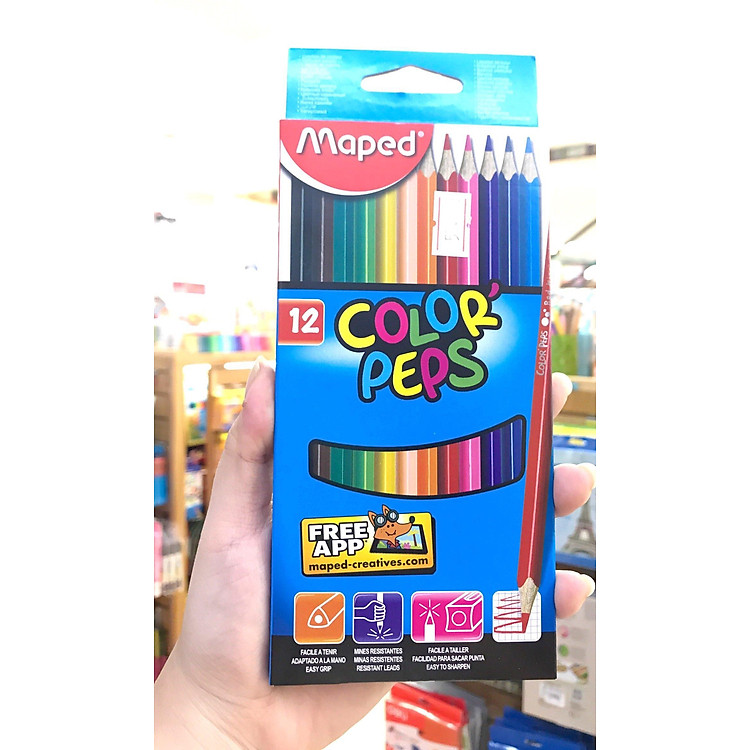 Maped®
12
COLOR'
PEPS
COLOR' PEPS
FREE
APP
maped-creatives.com
FACILE A TENIR
ADAPTADO A LA MANO
EASY GRIP
MINES RESISTANTES
MINAS RESISTENTES
RESISTANT LEADS
FACILE A TAILLER
FACILIDAD PARA SACAR PUNTA
EASY TO SHARPEN